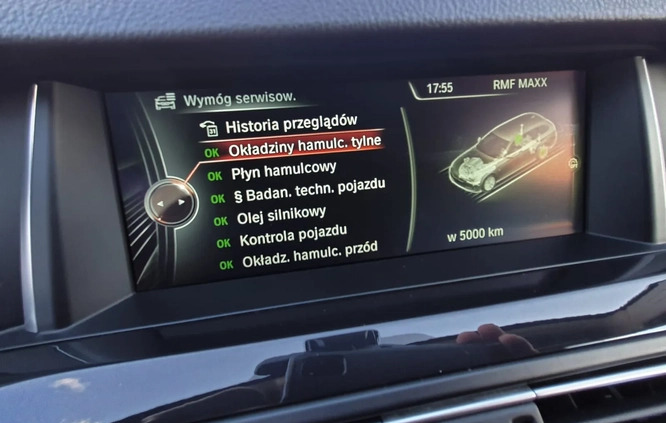 Wymóg serwisow.
17:55 RMF MAXX
31 Historia przeglądów
OK Okładziny hamulc. tylne
OK Płyn hamulcowy
OK § Badan. techn. pojazdu
OK Olej silnikowy
OK Kontrola pojazdu
OK Okładz. hamulc. przód
w 5000 km